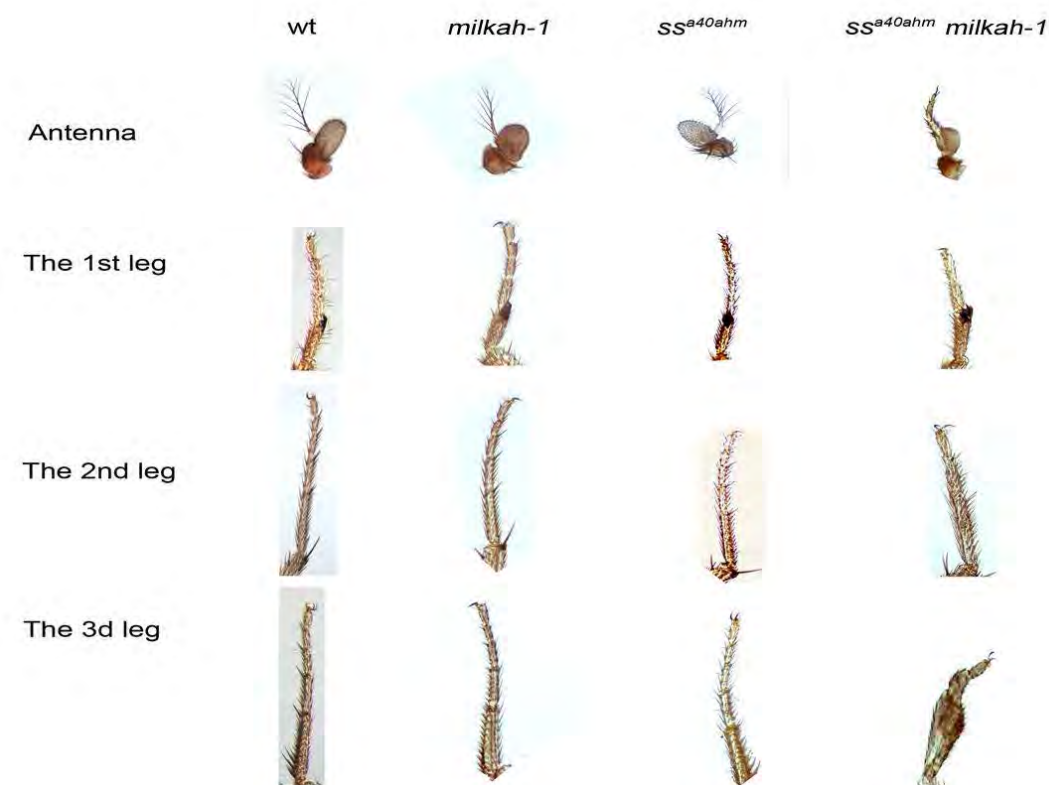 wt milkah-1 ss^a40ahm ss^a40ahm milkah-1
Antenna
The 1st leg
The 2nd leg
The 3d leg